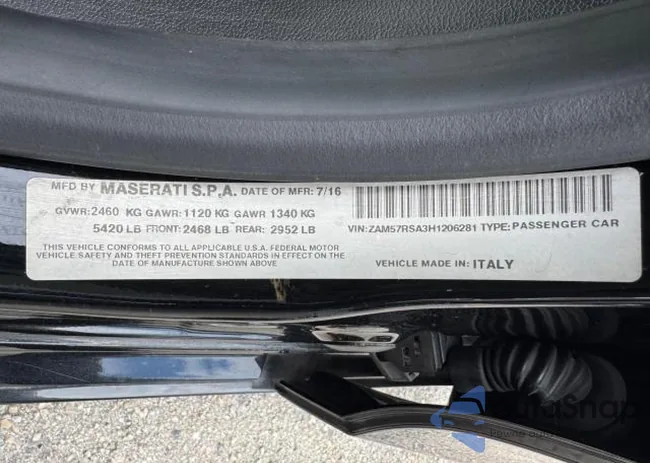 MFD BY MASERATI S.P.A. DATE OF MFR: 7/16
GVWR:2460 KG GAWR:1120 KG GAWR 1340 KG
5420 LB FRONT: 2468 LB REAR: 2952 LB
THIS VEHICLE CONFORMS TO ALL APPLICABLE U.S.A. FEDERAL MOTOR
VEHICLE SAFETY AND THEFT PREVENTION STANDARDS IN EFFECT ON THE
DATE OF MANUFACTURE SHOWN ABOVE.
VIN: ZAM57RSA3H1206281 TYPE: PASSENGER CAR
VEHICLE MADE IN: ITALY